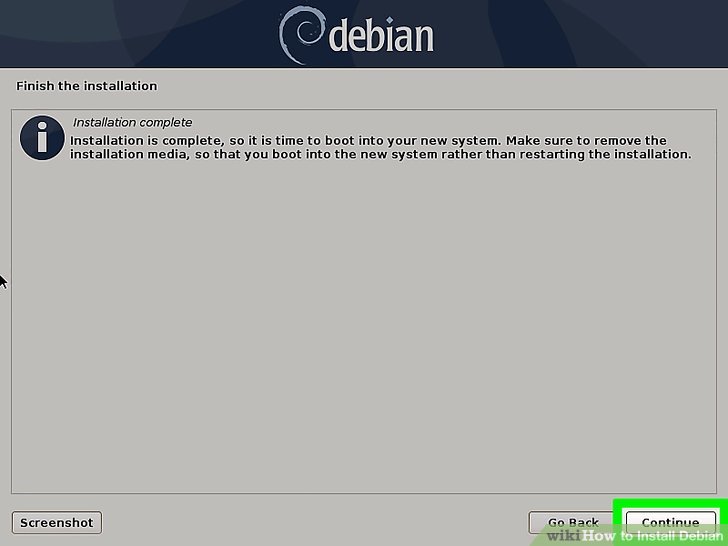 debian
Finish the installation
Installation complete
Installation is complete, so it is time to boot into your new system. Make sure to remove the
installation media, so that you boot into the new system rather than restarting the installation.
Screenshot
Go Back
Continue
wikiHow to Install Debian